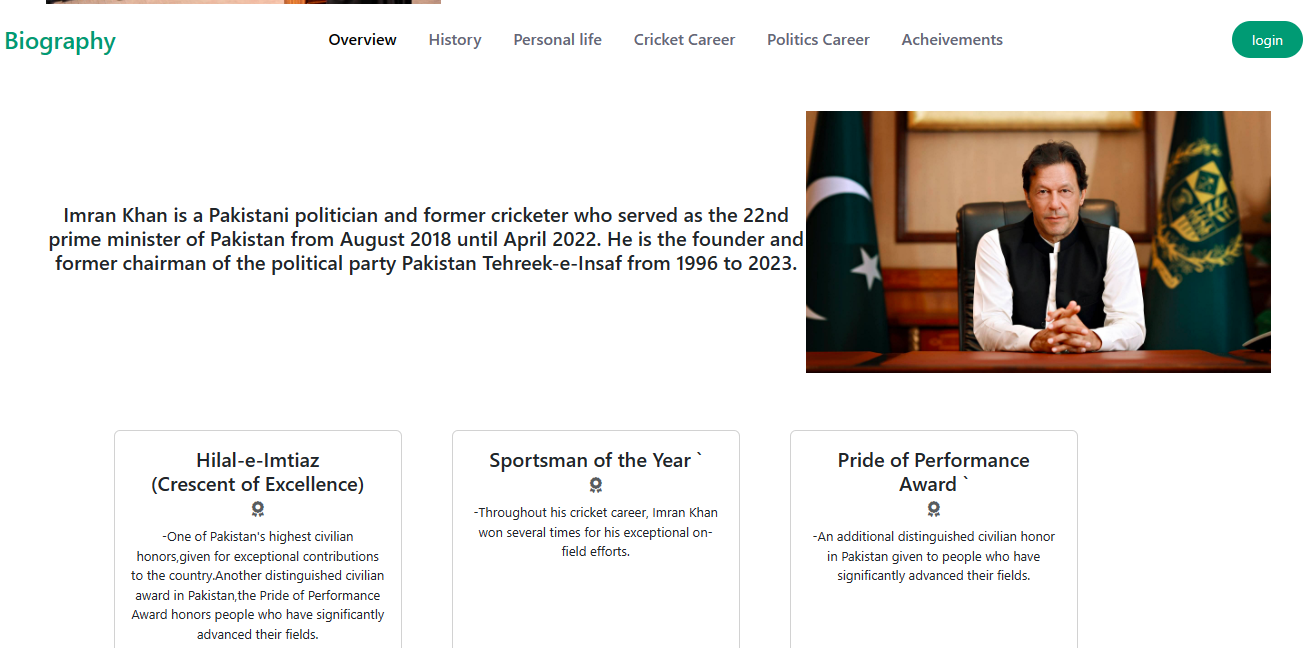 Biography
Overview
History
Personal life
Cricket Career
Politics Career
Acheivements
login
Imran Khan is a Pakistani politician and former cricketer who served as the 22nd
prime minister of Pakistan from August 2018 until April 2022. He is the founder and
former chairman of the political party Pakistan Tehreek-e-Insaf from 1996 to 2023.
Hilal-e-Imtiaz
(Crescent of Excellence)
-One of Pakistan's highest civilian
honors,given for exceptional contributions
to the country.Another distinguished civilian
award in Pakistan,the Pride of Performance
Award honors people who have significantly
advanced their fields.
Sportsman of the Year `
-Throughout his cricket career, Imran Khan
won several times for his exceptional on-
field efforts.
Pride of Performance
Award `
-An additional distinguished civilian honor
in Pakistan given to people who have
significantly advanced their fields.